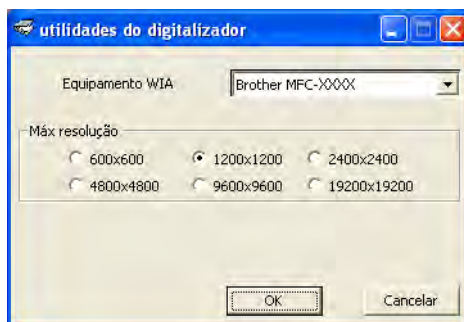 utilidades do digitalizador
Equipamento WIA Brother MFC-XXXX
Máx resolução
600x600 1200x1200 2400x2400
4800x4800 9600x9600 19200x19200
OK Cancelar